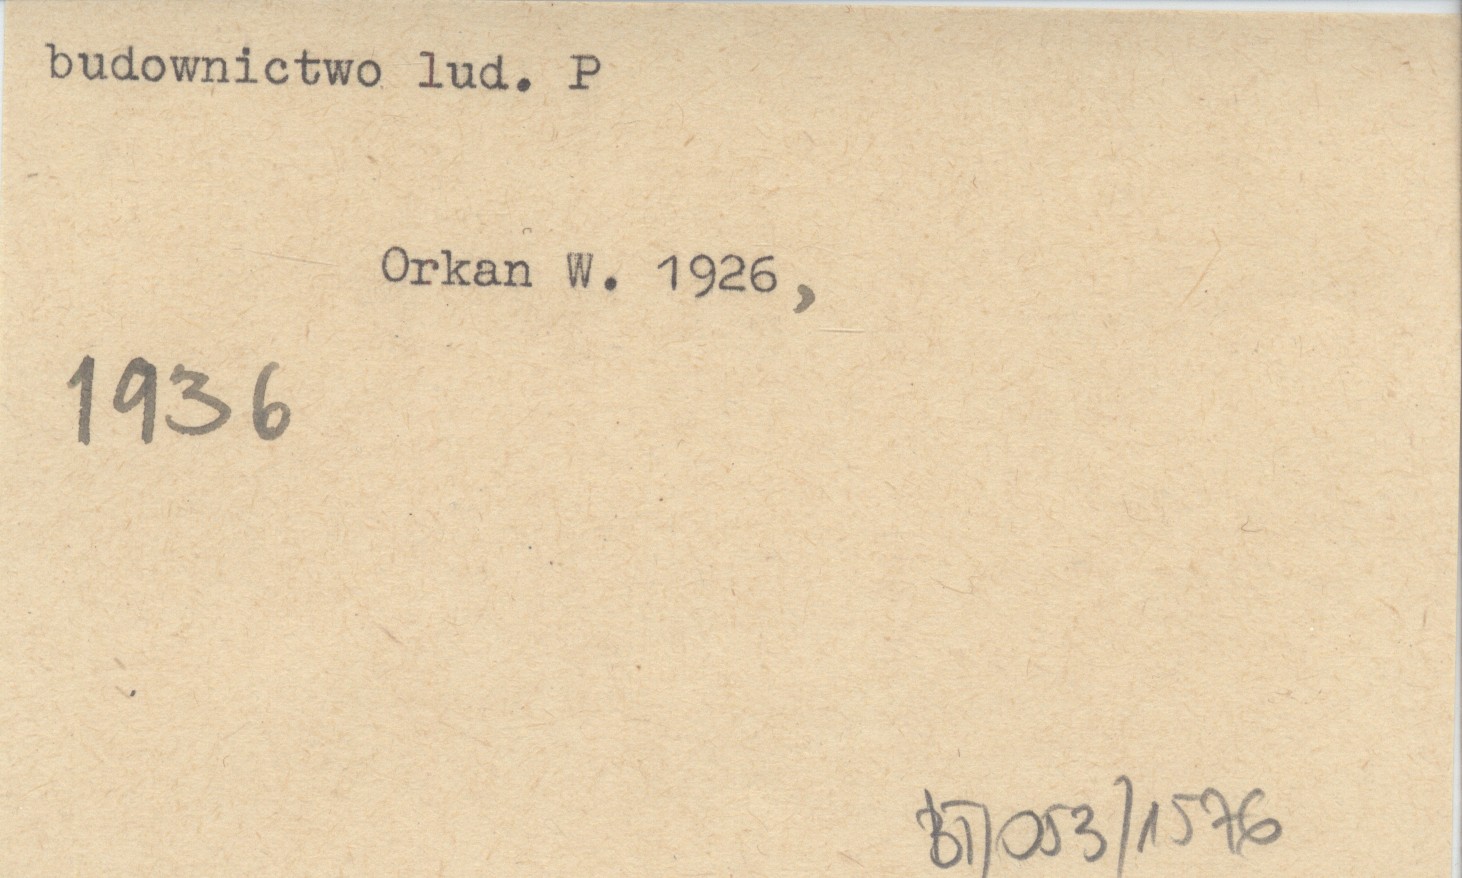 budownictwo lud. P
Orkan W. 1926,
1936
BT/053/1576